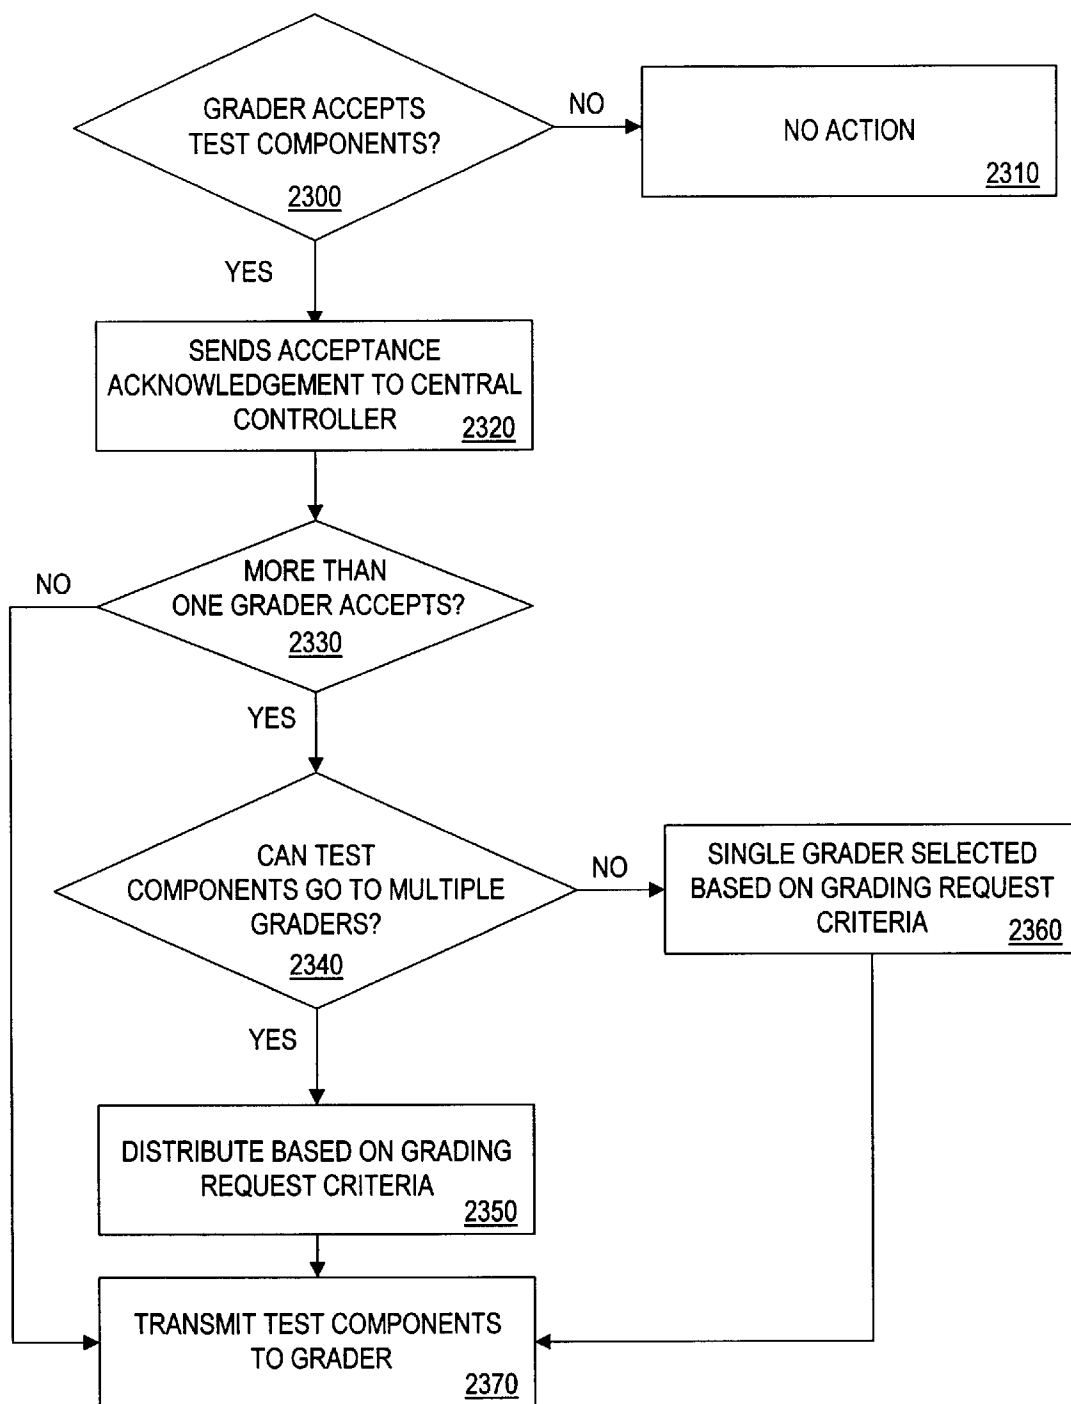 GRADER ACCEPTS
TEST COMPONENTS?
2300
NO
NO ACTION
2310
YES
SENDS ACCEPTANCE
ACKNOWLEDGEMENT TO CENTRAL
CONTROLLER
2320
NO
MORE THAN
ONE GRADER ACCEPTS?
2330
YES
CAN TEST
COMPONENTS GO TO MULTIPLE
GRADERS?
2340
NO
SINGLE GRADER SELECTED
BASED ON GRADING REQUEST
CRITERIA
2360
YES
DISTRIBUTE BASED ON GRADING
REQUEST CRITERIA
2350
TRANSMIT TEST COMPONENTS
TO GRADER
2370